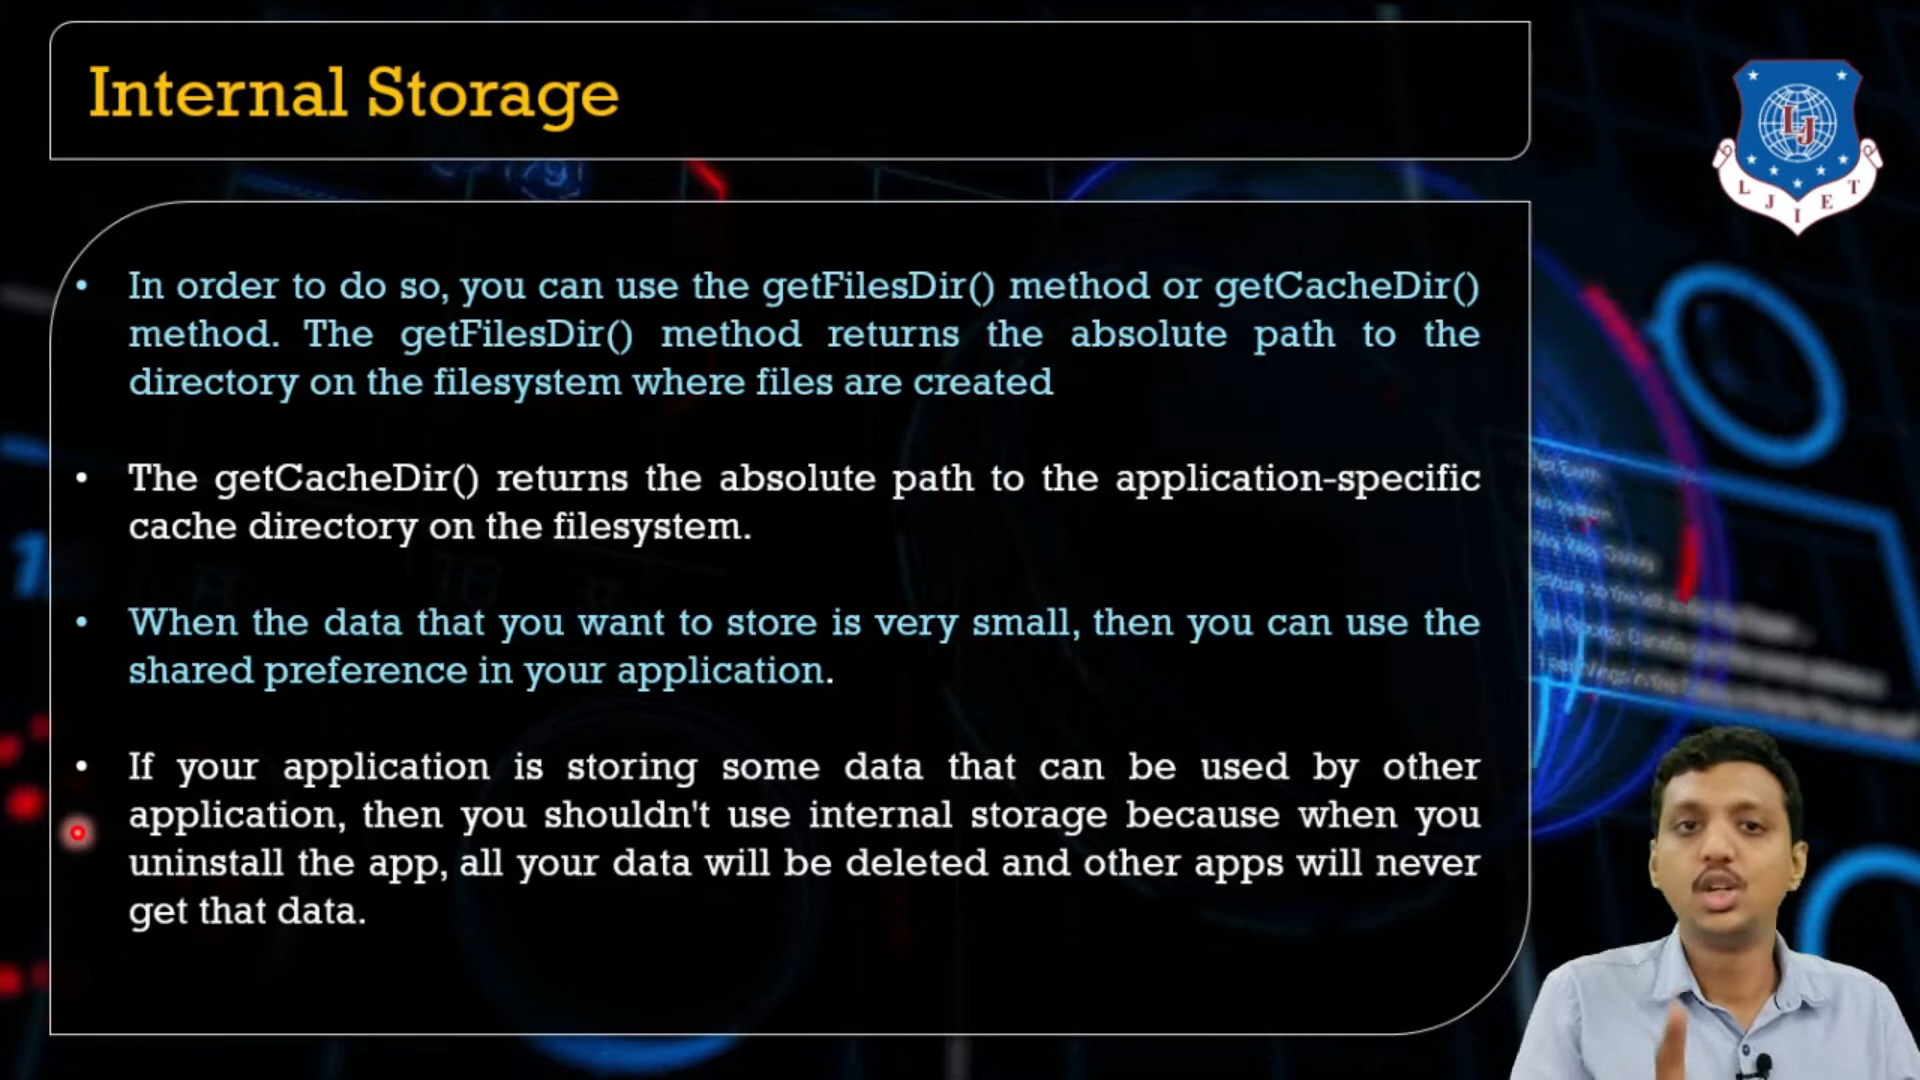 Internal Storage
L J I E T
LJ
• In order to do so, you can use the getFilesDir() method or getCacheDir()
method. The getFilesDir() method returns the absolute path to the
directory on the filesystem where files are created
• The getCacheDir() returns the absolute path to the application-specific
cache directory on the filesystem.
• When the data that you want to store is very small, then you can use the
shared preference in your application.
• If your application is storing some data that can be used by other
application, then you shouldn't use internal storage because when you
uninstall the app, all your data will be deleted and other apps will never
get that data.